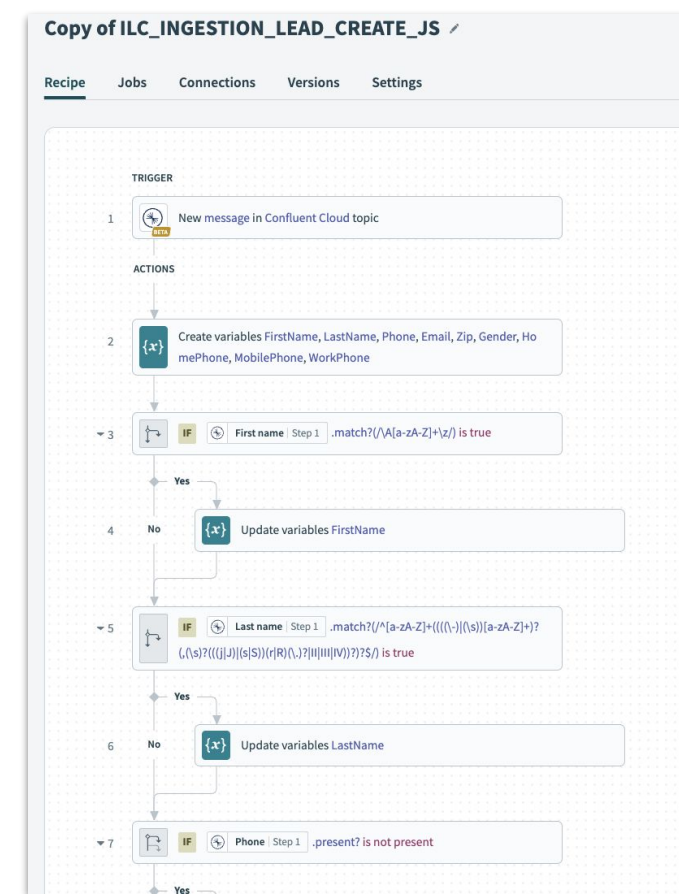 Copy of ILC_INGESTION_LEAD_CREATE_JS
Recipe Jobs Connections Versions Settings
TRIGGER
1 New message in Confluent Cloud topic
BETA
ACTIONS
2 {x} Create variables FirstName, LastName, Phone, Email, Zip, Gender, Ho
mePhone, MobilePhone, WorkPhone
3 IF First name Step 1 .match?(/\A[a-zA-Z]+\z/) is true
Yes
4 No {x} Update variables FirstName
5 IF Last name Step 1 .match?(/^[a-zA-Z]+((((\-)|(\s))[a-zA-Z]+)?
(,(\s)?(((j|J)|(s|S))(r|R)(\.)?|II|III|IV))?)?$/) is true
Yes
6 No {x} Update variables LastName
7 IF Phone Step 1 .present? is not present
Yes